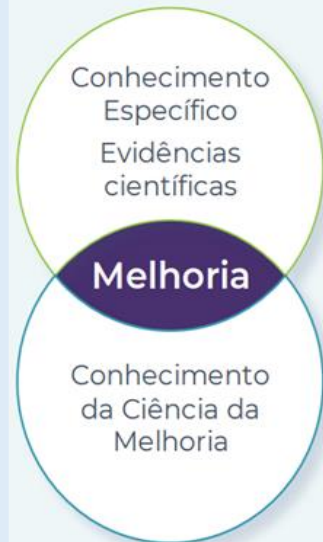 Conhecimento
Específico
Evidências
científicas
Melhoria
Conhecimento
da Ciência da
Melhoria